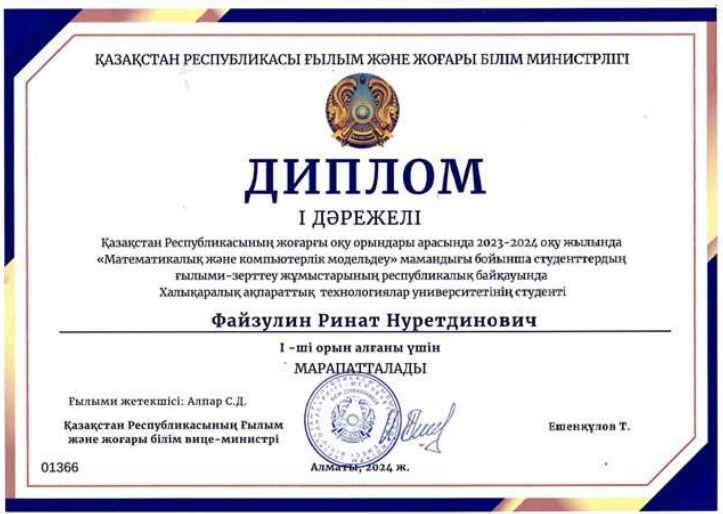 ҚАЗАҚСТАН РЕСПУБЛИКАСЫ ҒЫЛЫМ ЖӘНЕ ЖОҒАРЫ БІЛІМ МИНИСТРЛІГІ
ДИПЛОМ
І ДӘРЕЖЕЛІ
Қазақстан Республикасының жоғарғы оқу орындары арасында 2023-2024 оқу жылында
«Математикалық және компьютерлік модельдеу» мамандығы бойынша студенттердың
ғылыми-зерттеу жұмыстарының республикалық байқауында
Халықаралық ақпараттық технологиялар университетінің студенті
Файзулин Ринат Нуретдинович
І -ші орын алғаны үшін
МАРАПАТТАЛАДЫ
Ғылыми жетекшісі: Алпар С.Д.
Қазақстан Республикасының Ғылым
және жоғары білім вице-министрі
Ешенқұлов Т.
01366
Алматы, 2024 ж.